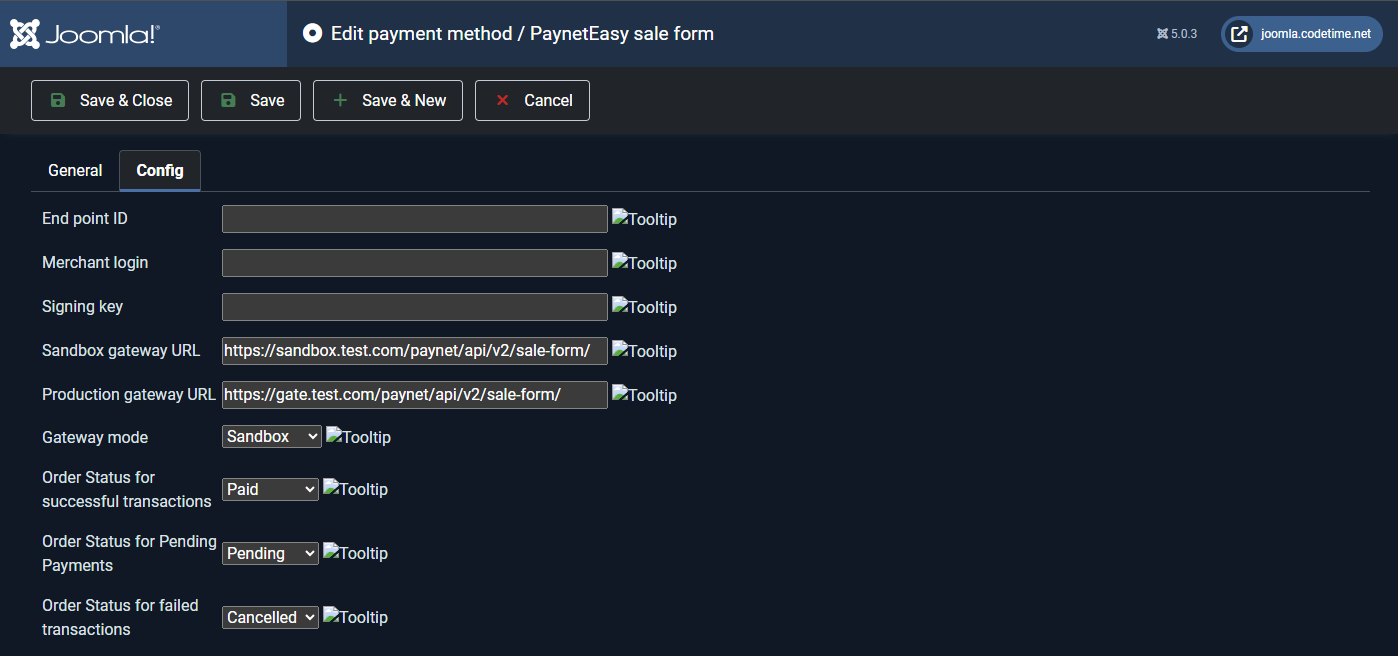 Joomla!®
Edit payment method / PaynetEasy sale form
5.0.3
joomla.codetime.net
Save & Close
Save
Save & New
Cancel
General
Config
End point ID
Tooltip
Merchant login
Tooltip
Signing key
Tooltip
Sandbox gateway URL
https://sandbox.test.com/paynet/api/v2/sale-form/
Tooltip
Production gateway URL
https://gate.test.com/paynet/api/v2/sale-form/
Tooltip
Gateway mode
Sandbox
Tooltip
Order Status for
successful transactions
Paid
Tooltip
Order Status for Pending
Payments
Pending
Tooltip
Order Status for failed
transactions
Cancelled
Tooltip